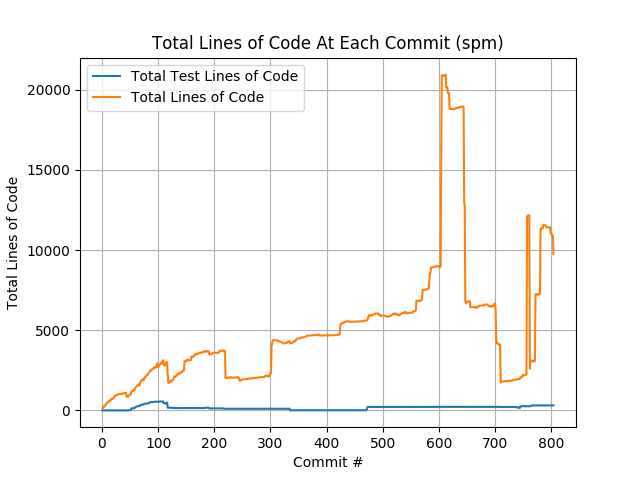 Total Lines of Code At Each Commit (spm)
Total Test Lines of Code
Total Lines of Code
Total Lines of Code
20000
15000
10000
5000
0
0 100 200 300 400 500 600 700 800
Commit #